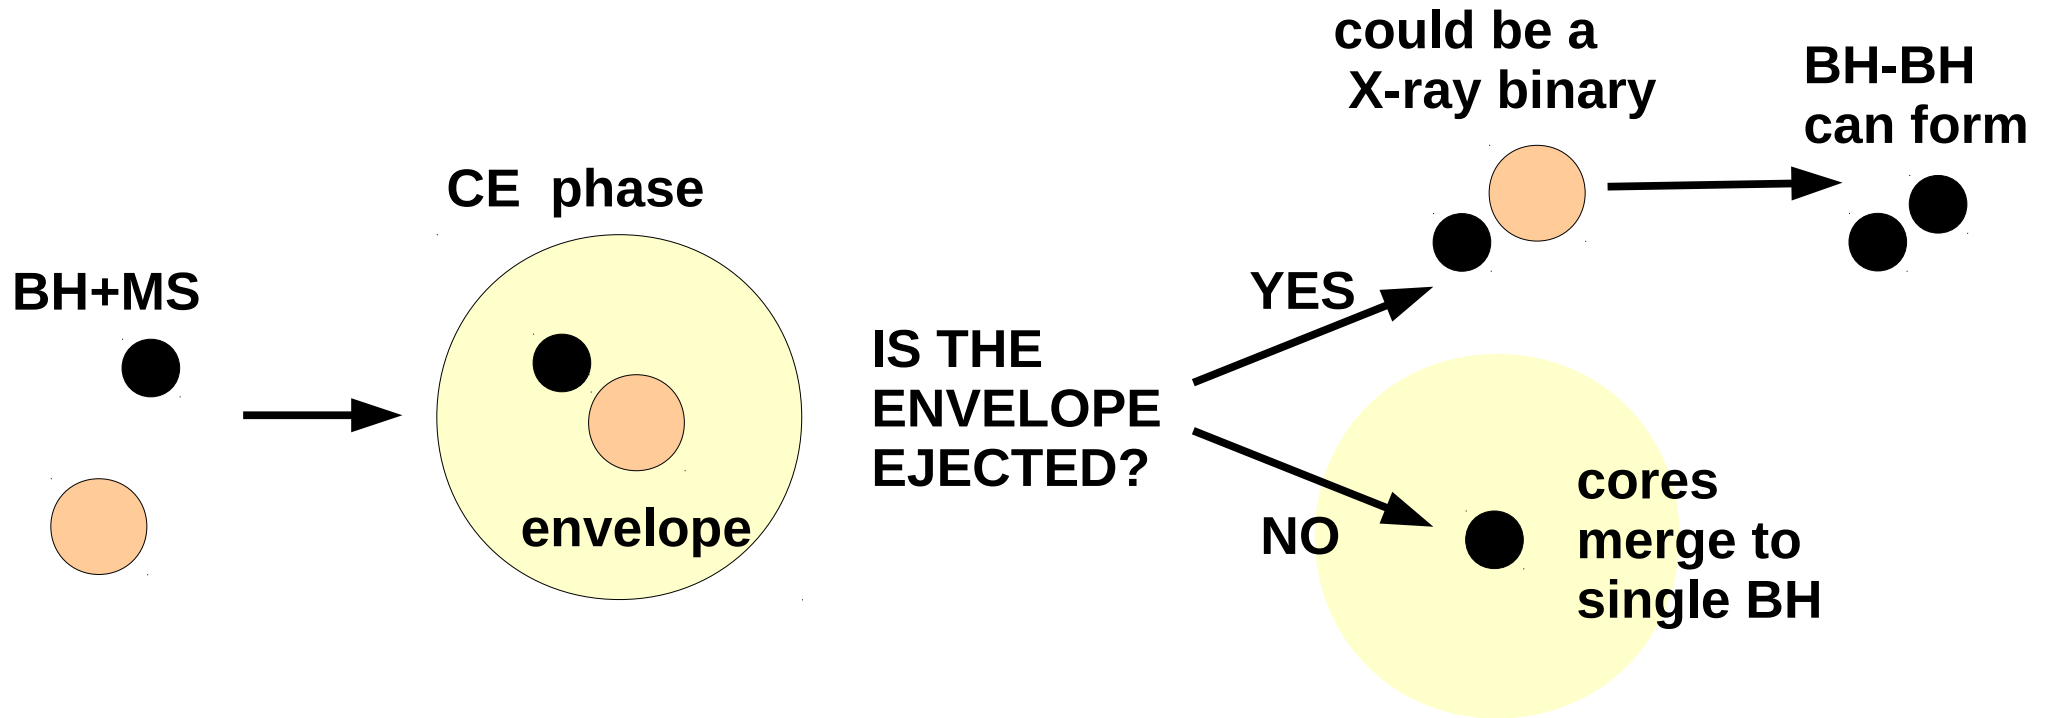 BH+MS
CE  phase
envelope
IS THE
ENVELOPE
EJECTED?
YES
could be a
X-ray binary
BH-BH
can form
NO
cores
merge to
single BH